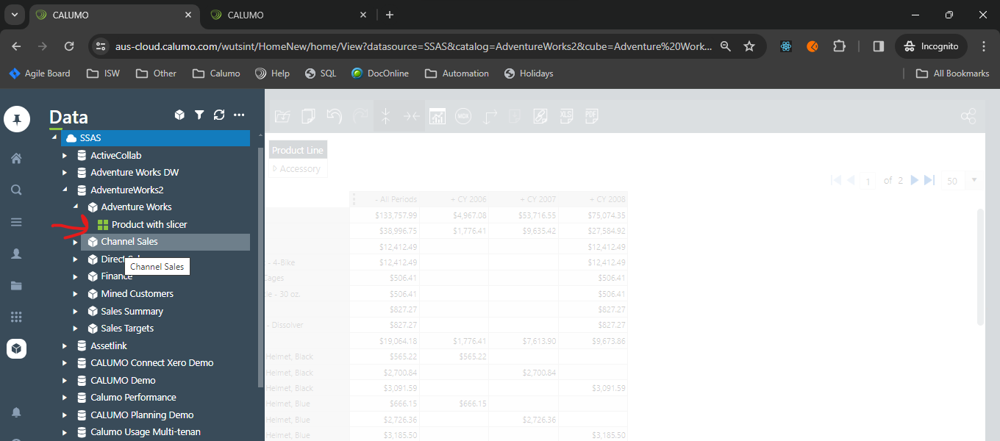 CALUMO
CALUMO
aus-cloud.calumo.com/wutsint/HomeNew/home/View?datasource=SSAS&catalog=AdventureWorks2&cube=Adventure%20Work...
Incognito
Agile Board
ISW
Other
Calumo
Help
SQL
DocOnline
Automation
Holidays
All Bookmarks
Data
SSAS
ActiveCollab
Adventure Works DW
AdventureWorks2
Adventure Works
Product with slicer
Channel Sales
Direct
Channel Sales
Finance
Mined Customers
Sales Summary
Sales Targets
Assetlink
CALUMO Connect Xero Demo
CALUMO Demo
Calumo Performance
CALUMO Planning Demo
Calumo Usage Multi-tenan
MDX
XLS
PDF
Product Line
Accessory
1 of 2
50
- All Periods + CY 2006 + CY 2007 + CY 2008
$133,757.99 $4,967.08 $53,716.55 $75,074.35
$38,996.75 $1,776.41 $9,635.42 $27,584.92
$12,412.49 $12,412.49
- 4-Bike $12,412.49 $12,412.49
Cages $506.41 $506.41
le - 30 oz. $506.41 $506.41
$827.27 $827.27
- Dissolver $827.27 $827.27
$19,064.18 $1,776.41 $7,613.90 $9,673.86
Helmet, Black $565.22 $565.22
Helmet, Black $2,700.84 $2,700.84
Helmet, Black $3,091.59 $3,091.59
Helmet, Blue $666.15 $666.15
Helmet, Blue $2,726.36 $2,726.36
Helmet, Blue $3,185.50 $3,185.50